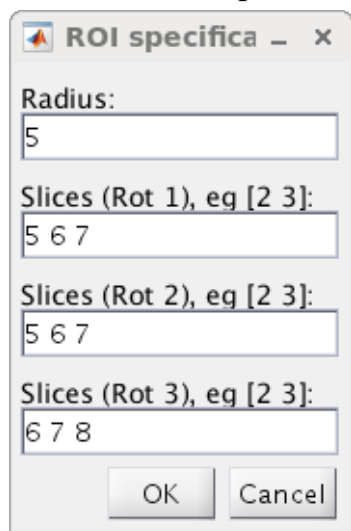 ROI specifica
Radius:
5
Slices (Rot 1), eg [2 3]:
5 6 7
Slices (Rot 2), eg [2 3]:
5 6 7
Slices (Rot 3), eg [2 3]:
6 7 8
OK Cancel